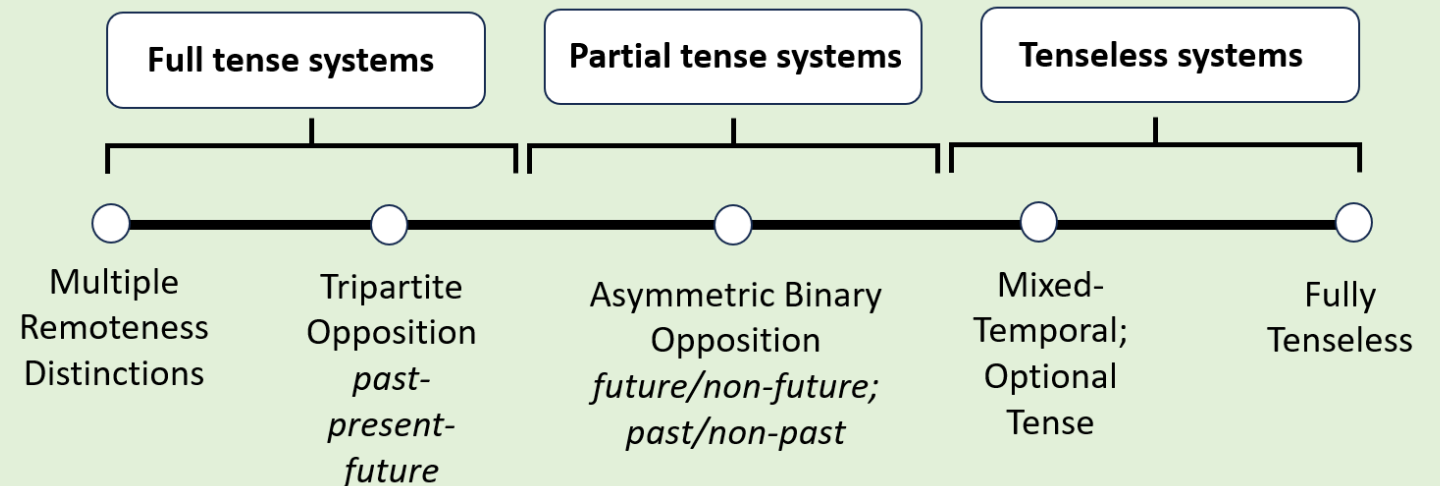 Full tense systems
Partial tense systems
Tenseless systems
Multiple
Remoteness
Distinctions
Tripartite
Opposition
past-
present-
future
Asymmetric Binary
Opposition
future/non-future;
past/non-past
Mixed-
Temporal;
Optional
Tense
Fully
Tenseless